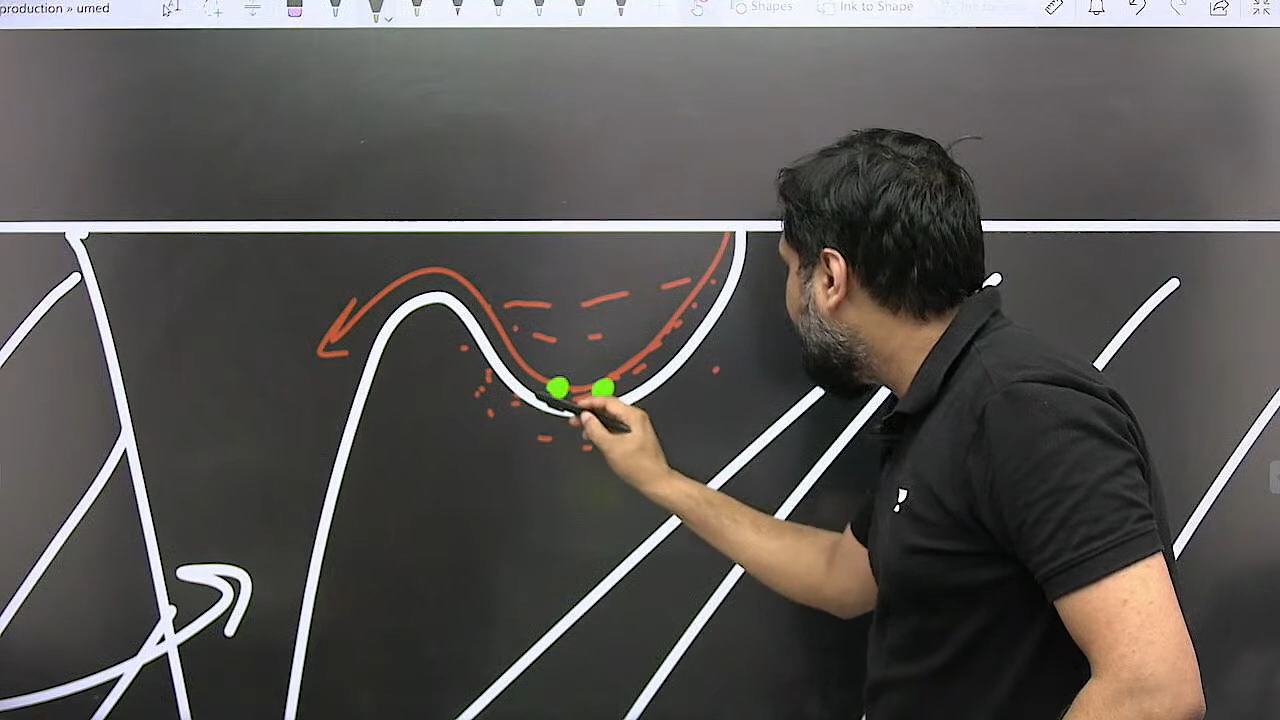 production » umed
Shapes
Ink to Shape